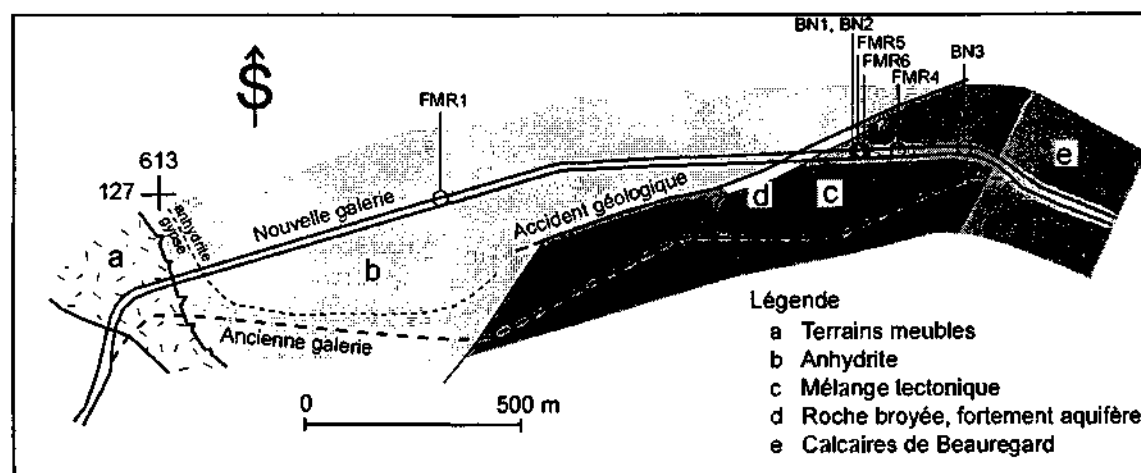 BN1, BN2
FMR5
FMR6
FMR4
BN3
FMR1
S
613
127
anhydrite
gypse
Nouvelle galerie
Accident géologique
a
b
c
d
e
Ancienne galerie
0 500 m
Légende
a Terrains meubles
b Anhydrite
c Mélange tectonique
d Roche broyée, fortement aquifère
e Calcaires de Beauregard